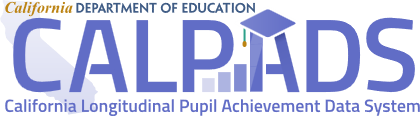 California DEPARTMENT OF EDUCATION
CALPADS
California Longitudinal Pupil Achievement Data System